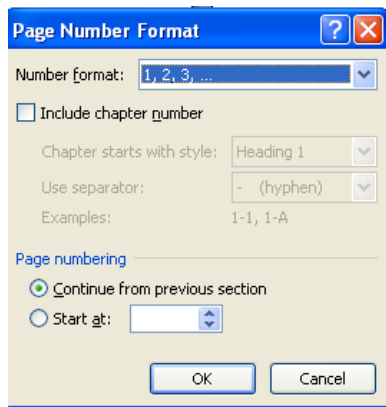 Page Number Format
Number format: 1, 2, 3, ...
Include chapter number
Chapter starts with style: Heading 1
Use separator: - (hyphen)
Examples: 1-1, 1-A
Page numbering
Continue from previous section
Start at:
OK Cancel